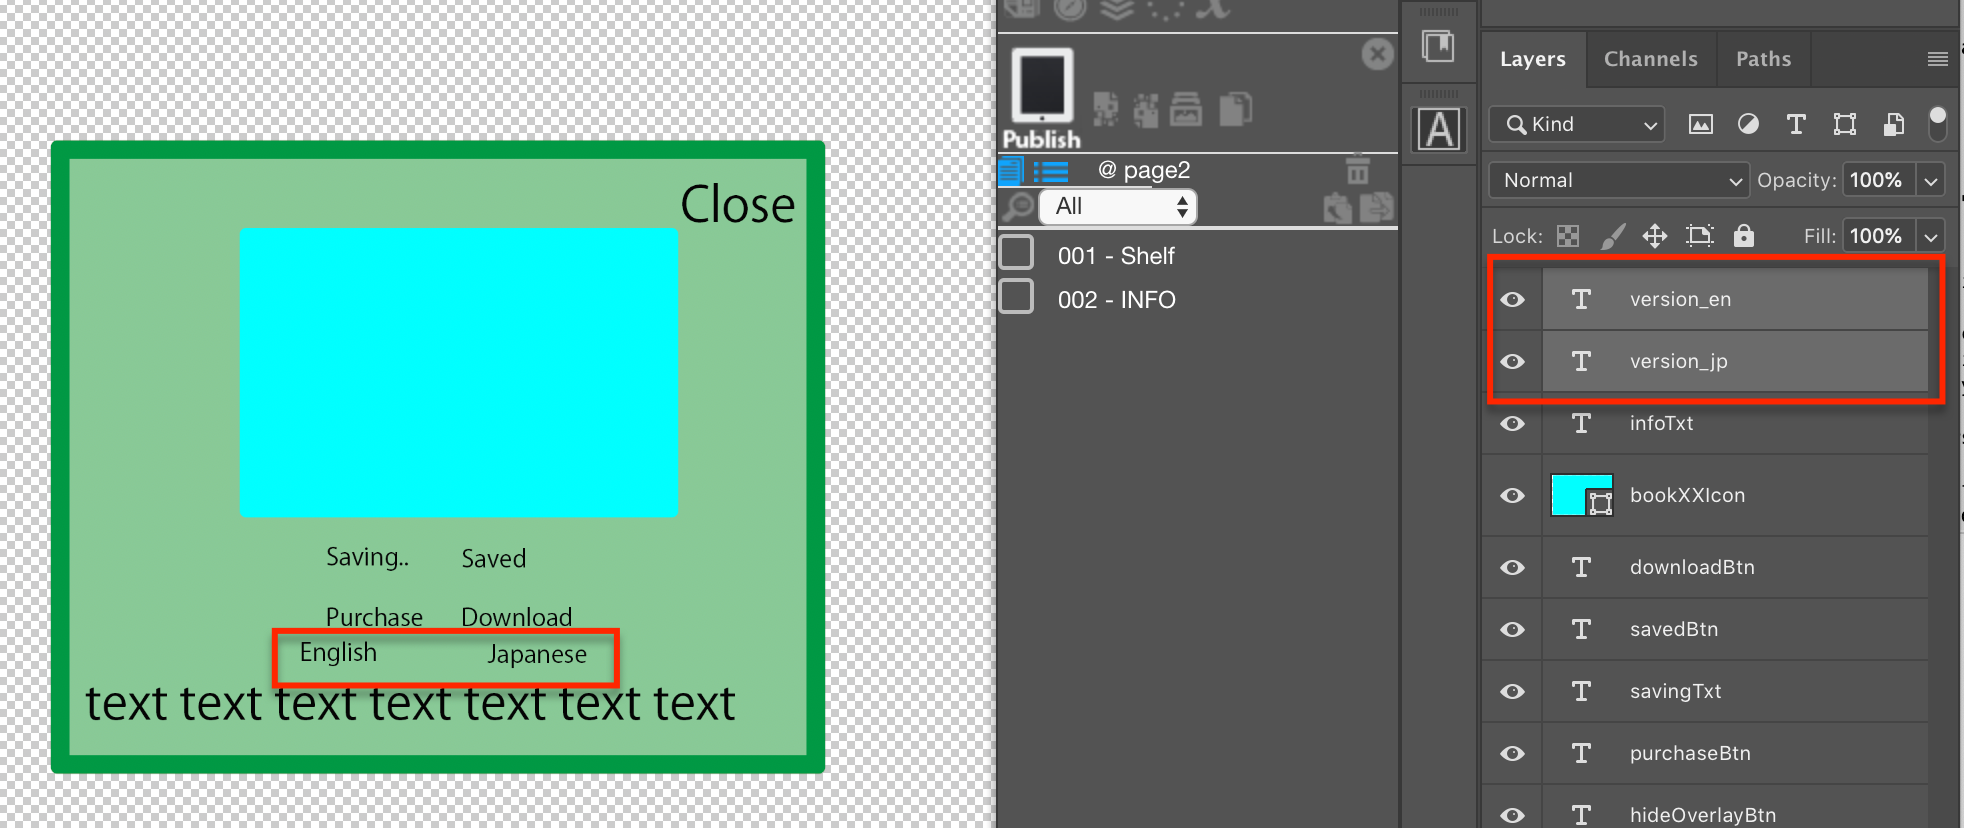 Close
Saving.. Saved
Purchase Download
English Japanese
text text text text text text text
Publish
@ page2
All
001 - Shelf
002 - INFO
A
Layers Channels Paths
Kind
Normal Opacity: 100%
Lock: Fill: 100%
T version_en
T version_jp
T infoTxt
bookXXIcon
T downloadBtn
T savedBtn
T savingTxt
T purchaseBtn
T hideOverlayBtn